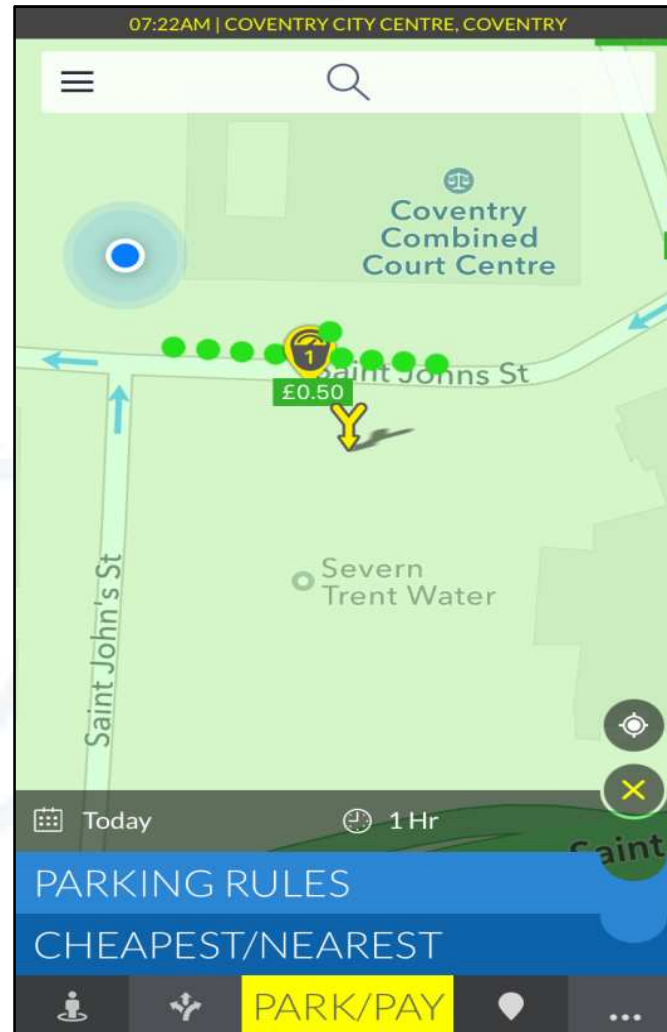 07:22AM | COVENTRY CITY CENTRE, COVENTRY
Coventry
Combined
Court Centre
1
Saint Johns St
£0.50
Severn
Trent Water
Saint John's St
Today
1 Hr
Saint
PARKING RULES
CHEAPEST/NEAREST
PARK/PAY